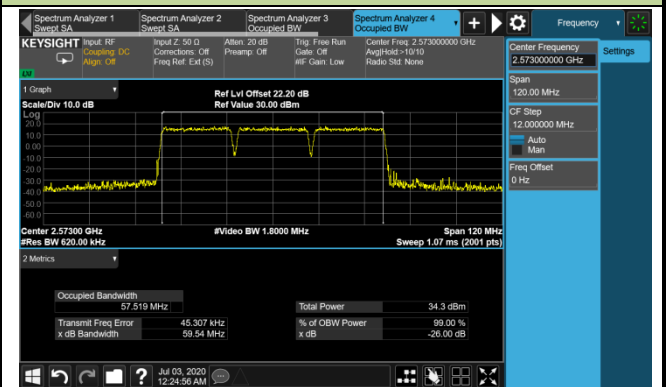 Spectrum Analyzer 1
Swept SA
Spectrum Analyzer 2
Swept SA
Spectrum Analyzer 3
Occupied BW
Spectrum Analyzer 4
Occupied BW
Frequency
KEYSIGHT
Input: RF
Coupling: DC
Align: Off
Input Z: 50 Ω
Corrections: Off
Freq Ref: Ext (S)
Atten: 20 dB
Preamp: Off
Trig: Free Run
Gate: Off
#IF Gain: Low
Center Freq: 2.573000000 GHz
Avg|Hold:>10/10
Radio Std: None
Center Frequency
2.573000000 GHz
Settings
Span
120.00 MHz
CF Step
12.000000 MHz
Auto
Man
Freq Offset
0 Hz
1 Graph
Scale/Div 10.0 dB
Ref Lvl Offset 22.20 dB
Ref Value 30.00 dBm
Log
20.0
10.0
0.00
-10.0
-20.0
-30.0
-40.0
-50.0
-60.0
Center 2.57300 GHz
#Video BW 1.8000 MHz
Span 120 MHz
#Res BW 620.00 kHz
Sweep 1.07 ms (2001 pts)
2 Metrics
Occupied Bandwidth
57.519 MHz
Total Power
34.3 dBm
Transmit Freq Error
45.307 kHz
% of OBW Power
99.00 %
x dB Bandwidth
59.54 MHz
x dB
-26.00 dB
?
Jul 03, 2020
12:24:56 AM